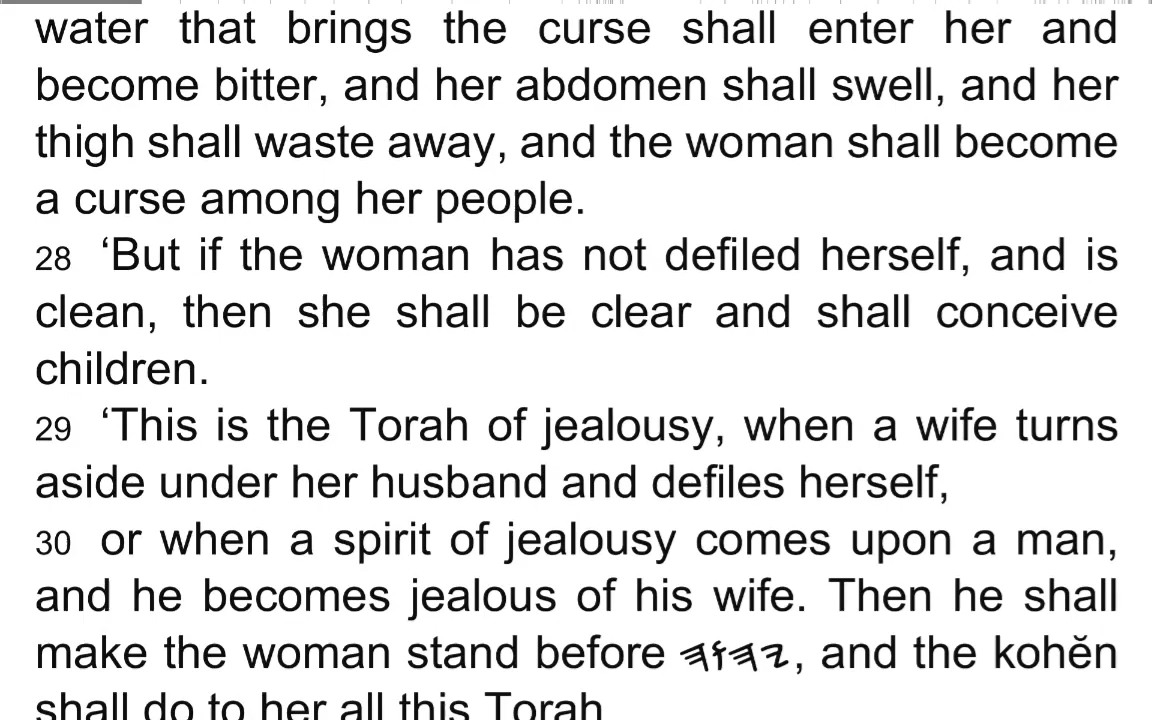 water that brings the curse shall enter her and
become bitter, and her abdomen shall swell, and her
thigh shall waste away, and the woman shall become
a curse among her people.
28 ‘But if the woman has not defiled herself, and is
clean, then she shall be clear and shall conceive
children.
29 ‘This is the Torah of jealousy, when a wife turns
aside under her husband and defiles herself,
30 or when a spirit of jealousy comes upon a man,
and he becomes jealous of his wife. Then he shall
make the woman stand before 𐤉𐤄𐤅𐤄, and the kohĕn
shall do to her all this Torah